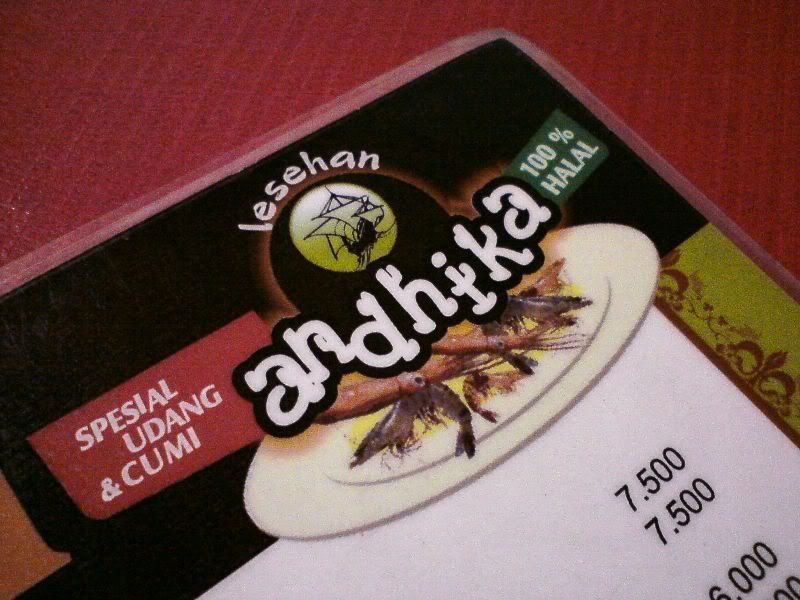 lesehan
andhika
100%
HALAL
SPESIAL
UDANG
& CUMI
7.500
7.500